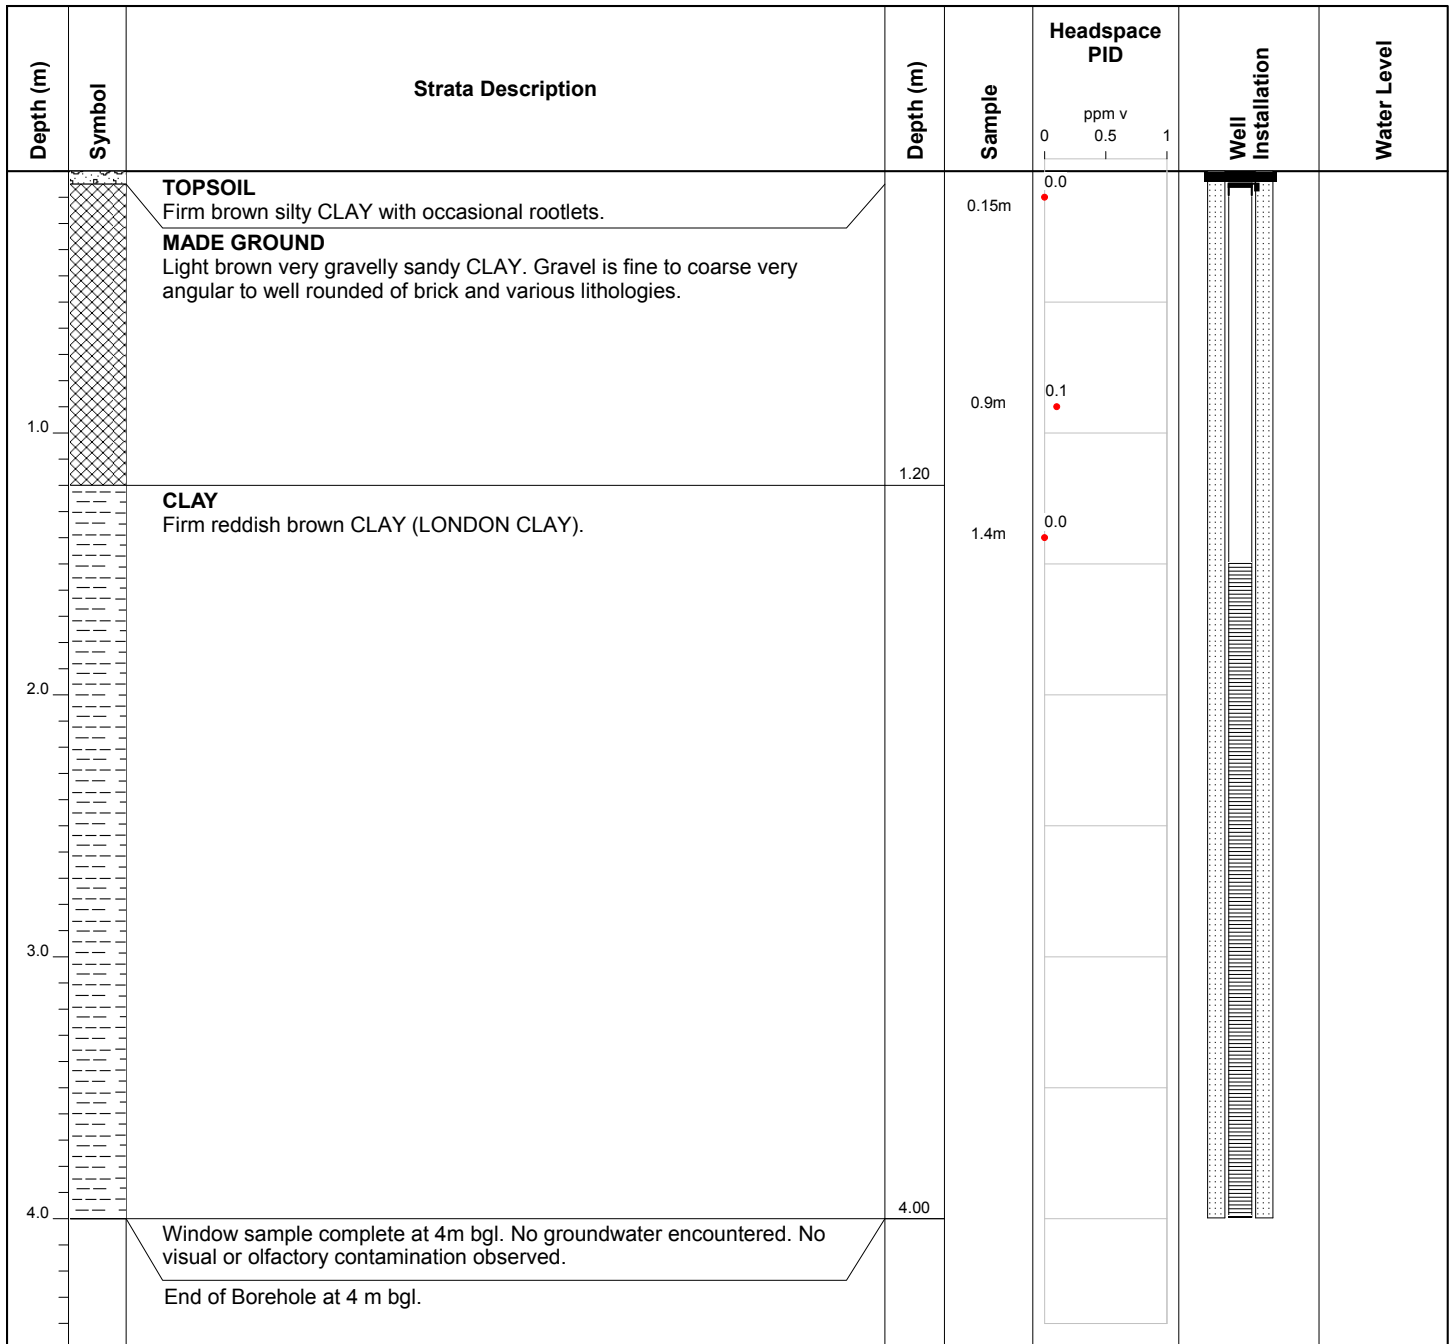 Depth (m)
Symbol
Strata Description
Depth (m)
Sample
Headspace
PID
ppm v
0 0.5 1
Well
Installation
Water Level
TOPSOIL
Firm brown silty CLAY with occasional rootlets.
0.15m
0.0
MADE GROUND
Light brown very gravelly sandy CLAY. Gravel is fine to coarse very
angular to well rounded of brick and various lithologies.
0.9m
0.1
1.0
1.20
CLAY
Firm reddish brown CLAY (LONDON CLAY).
1.4m
0.0
2.0
3.0
4.0
4.00
Window sample complete at 4m bgl. No groundwater encountered. No
visual or olfactory contamination observed.
End of Borehole at 4 m bgl.